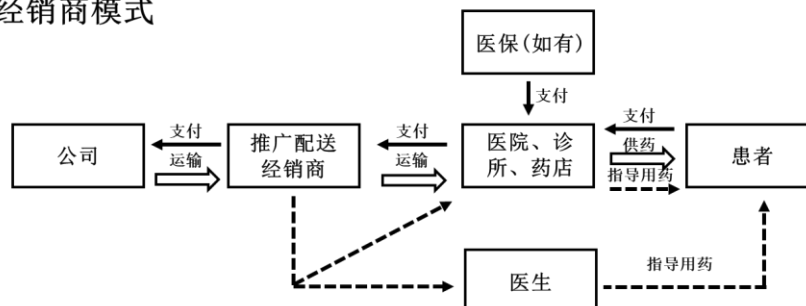 经销商模式
医保(如有)
支付
支付
支付
支付
公司
运输
推广配送
经销商
运输
医院、诊
所、药店
供药
指导用药
患者
医生
指导用药